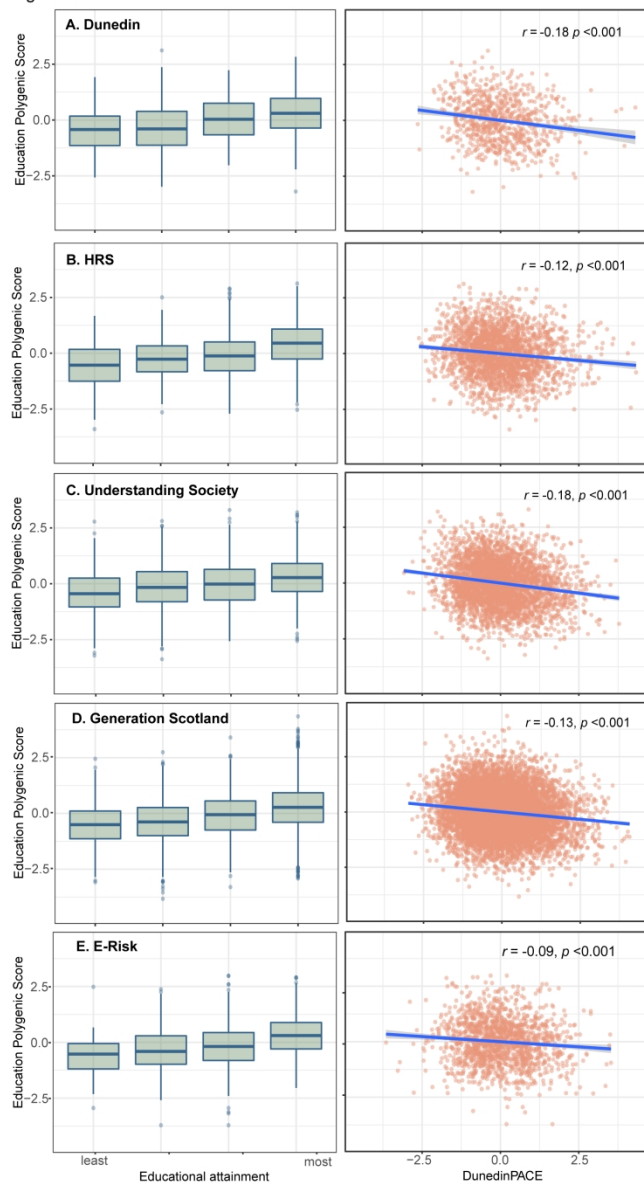 A. Dunedin
Education Polygenic Score
2.5
0.0
−2.5
r = -0.18 p <0.001
B. HRS
Education Polygenic Score
2.5
0.0
−2.5
r = -0.12, p <0.001
C. Understanding Society
Education Polygenic Score
2.5
0.0
−2.5
r = -0.18, p <0.001
D. Generation Scotland
Education Polygenic Score
2.5
0.0
−2.5
r = -0.13, p <0.001
E. E-Risk
Education Polygenic Score
2.5
0.0
−2.5
r = -0.09, p <0.001
least most
Educational attainment
−2.5 0.0 2.5
DunedinPACE